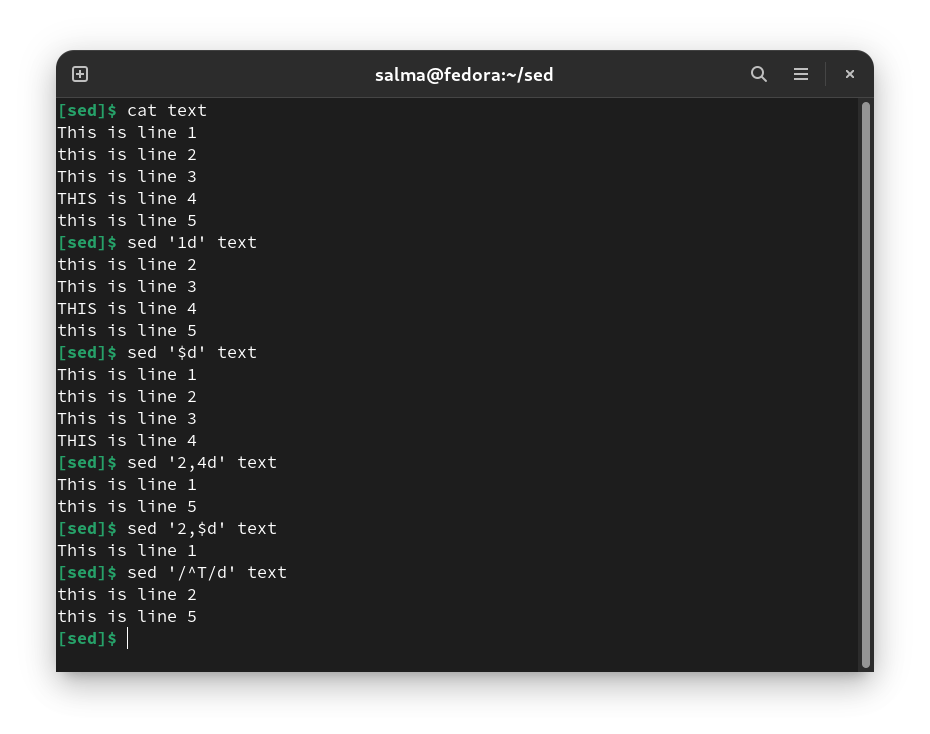 salma@fedora:~/sed
[sed]$ cat text
This is line 1
this is line 2
This is line 3
THIS is line 4
this is line 5
[sed]$ sed '1d' text
this is line 2
This is line 3
THIS is line 4
this is line 5
[sed]$ sed '$d' text
This is line 1
this is line 2
This is line 3
THIS is line 4
[sed]$ sed '2,4d' text
This is line 1
this is line 5
[sed]$ sed '2,$d' text
This is line 1
[sed]$ sed '/^T/d' text
this is line 2
this is line 5
[sed]$